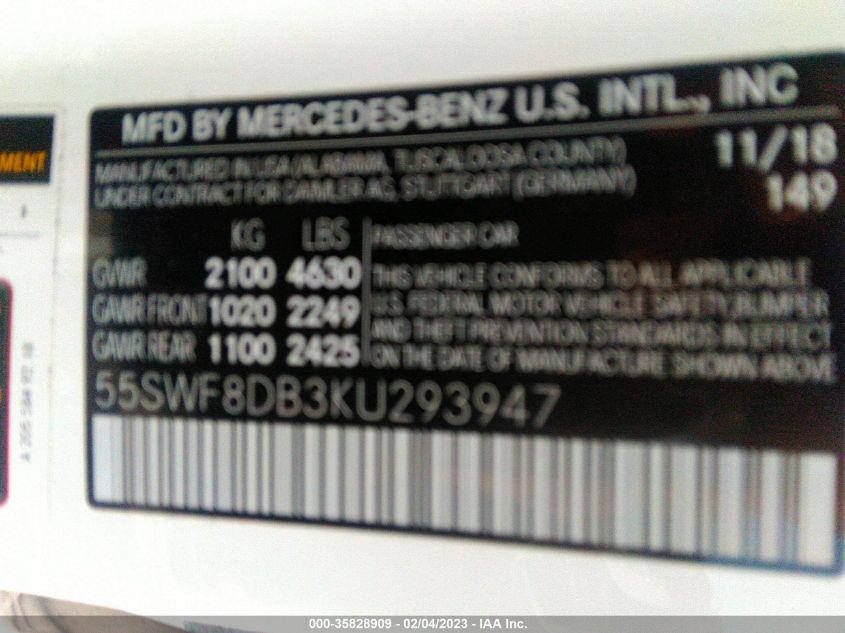 MFD BY MERCEDES-BENZ U.S. INTL., INC
MANUFACTURED IN USA (ALABAMA, TUSCALOOSA COUNTY) 11/18
UNDER CONTRACT FOR DAIMLER AG, STUTTGART (GERMANY) 149
MENT
KG LBS PASSENGER CAR
GVWR 2100 4630 THIS VEHICLE CONFORMS TO ALL APPLICABLE
GAWR FRONT 1020 2249 U.S. FEDERAL MOTOR VEHICLE SAFETY, BUMPER
AND THEFT PREVENTION STANDARDS IN EFFECT
GAWR REAR 1100 2425 ON THE DATE OF MANUFACTURE SHOWN ABOVE
55SWF8DB3KU293947
000-35828909 - 02/04/2023 - IAA Inc.